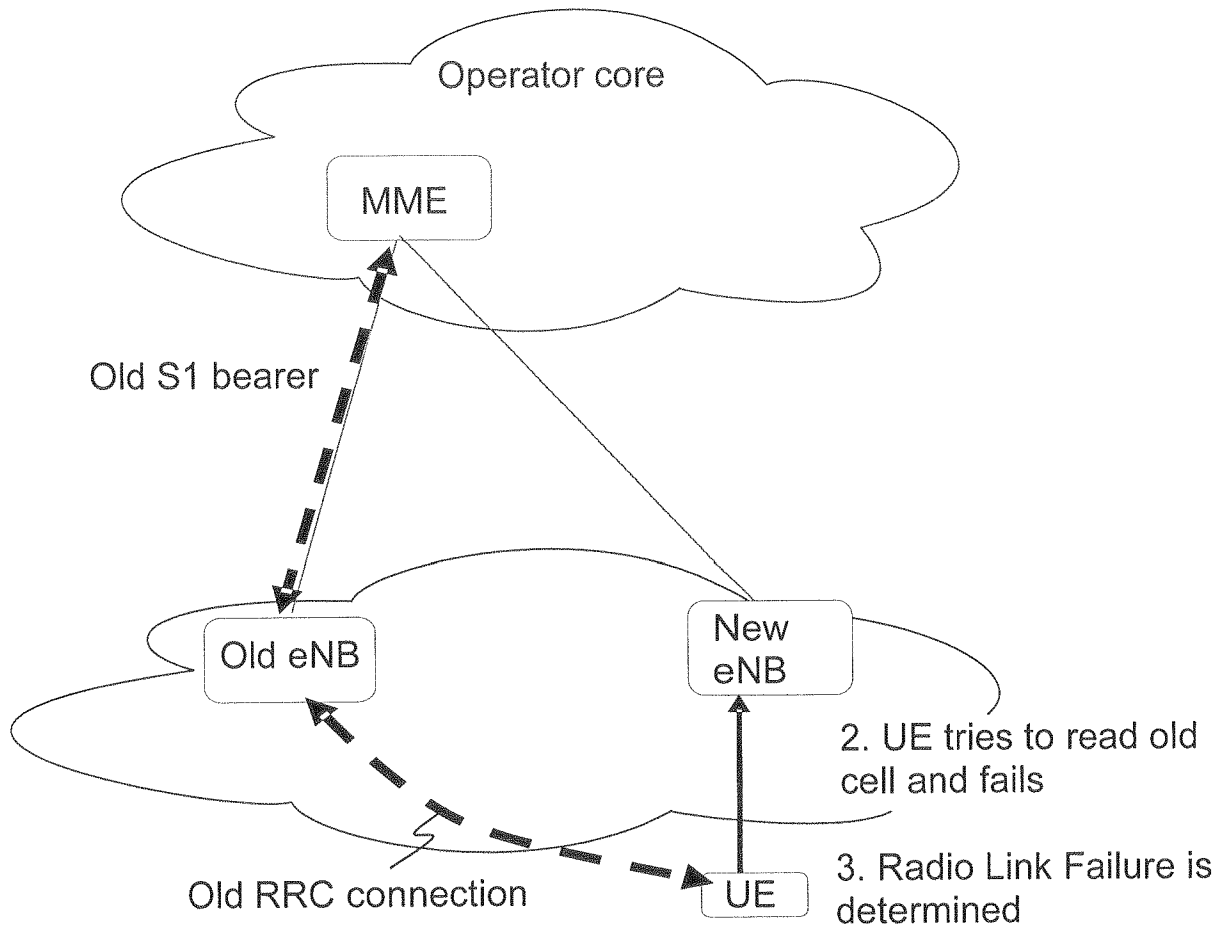 Operator core
MME
Old S1 bearer
Old eNB
New
eNB
2. UE tries to read old
cell and fails
3. Radio Link Failure is
determined
Old RRC connection
UE